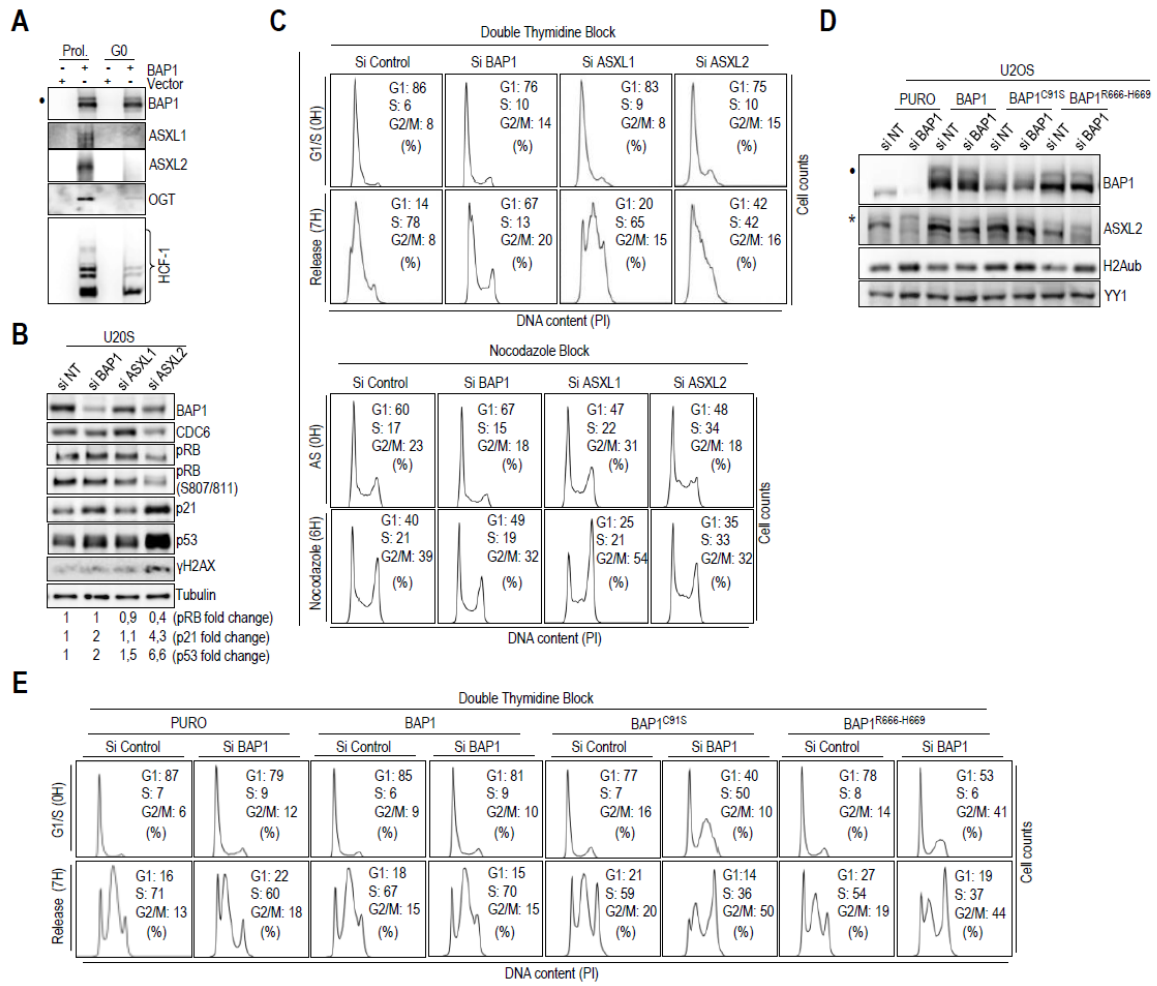 A
Prol. G0
- + - + BAP1
+ - + - Vector
• BAP1
ASXL1
ASXL2
OGT
HCF-1
B
U20S
si NT si BAP1 si ASXL1 si ASXL2
BAP1
CDC6
pRB
pRB
(S807/811)
p21
p53
γH2AX
Tubulin
1 1 0,9 0,4 (pRB fold change)
1 2 1,1 4,3 (p21 fold change)
1 2 1,5 6,6 (p53 fold change)
C
Double Thymidine Block
Si Control Si BAP1 Si ASXL1 Si ASXL2
G1/S (0H)
G1: 86 G1: 76 G1: 83 G1: 75
S: 6 S: 10 S: 9 S: 10
G2/M: 8 G2/M: 14 G2/M: 8 G2/M: 15
(%) (%) (%) (%)
Release (7H)
G1: 14 G1: 67 G1: 20 G1: 42
S: 78 S: 13 S: 65 S: 42
G2/M: 8 G2/M: 20 G2/M: 15 G2/M: 16
(%) (%) (%) (%)
Cell counts
DNA content (PI)
Nocodazole Block
Si Control Si BAP1 Si ASXL1 Si ASXL2
AS (0H)
G1: 60 G1: 67 G1: 47 G1: 48
S: 17 S: 15 S: 22 S: 34
G2/M: 23 G2/M: 18 G2/M: 31 G2/M: 18
(%) (%) (%) (%)
Nocodazole (6H)
G1: 40 G1: 49 G1: 25 G1: 35
S: 21 S: 19 S: 21 S: 33
G2/M: 39 G2/M: 32 G2/M: 54 G2/M: 32
(%) (%) (%) (%)
Cell counts
DNA content (PI)
D
U2OS
PURO BAP1 BAP1C91S BAP1R666-H669
si NT si BAP1 si NT si BAP1 si NT si BAP1 si NT si BAP1
• BAP1
* ASXL2
H2Aub
YY1
E
Double Thymidine Block
PURO BAP1 BAP1C91S BAP1R666-H669
Si Control Si BAP1 Si Control Si BAP1 Si Control Si BAP1 Si Control Si BAP1
G1/S (0H)
G1: 87 G1: 79 G1: 85 G1: 81 G1: 77 G1: 40 G1: 78 G1: 53
S: 7 S: 9 S: 6 S: 9 S: 7 S: 50 S: 8 S: 6
G2/M: 6 G2/M: 12 G2/M: 9 G2/M: 10 G2/M: 16 G2/M: 10 G2/M: 14 G2/M: 41
(%) (%) (%) (%) (%) (%) (%) (%)
Release (7H)
G1: 16 G1: 22 G1: 18 G1: 15 G1: 21 G1:14 G1: 27 G1: 19
S: 71 S: 60 S: 67 S: 70 S: 59 S: 36 S: 54 S: 37
G2/M: 13 G2/M: 18 G2/M: 15 G2/M: 15 G2/M: 20 G2/M: 50 G2/M: 19 G2/M: 44
(%) (%) (%) (%) (%) (%) (%) (%)
Cell counts
DNA content (PI)